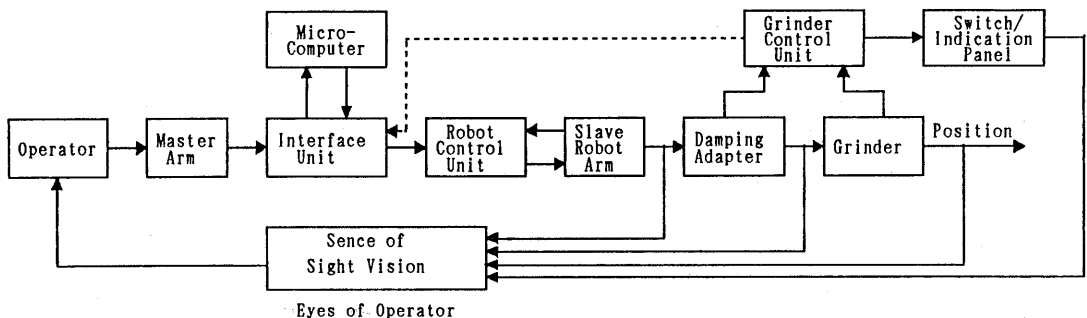 Micro-
Computer
Grinder
Control
Unit
Switch/
Indication
Panel
Operator
Master
Arm
Interface
Unit
Robot
Control
Unit
Slave
Robot
Arm
Damping
Adapter
Grinder
Position
Sence of
Sight Vision
Eyes of Operator